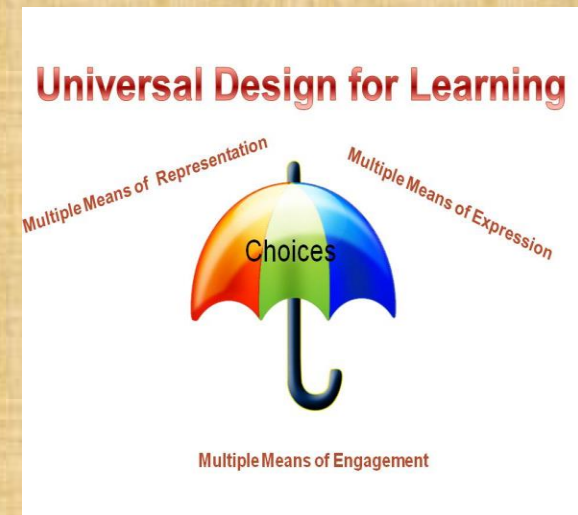 Universal Design for Learning
Multiple Means of Representation
Multiple Means of Expression
Choices
Multiple Means of Engagement